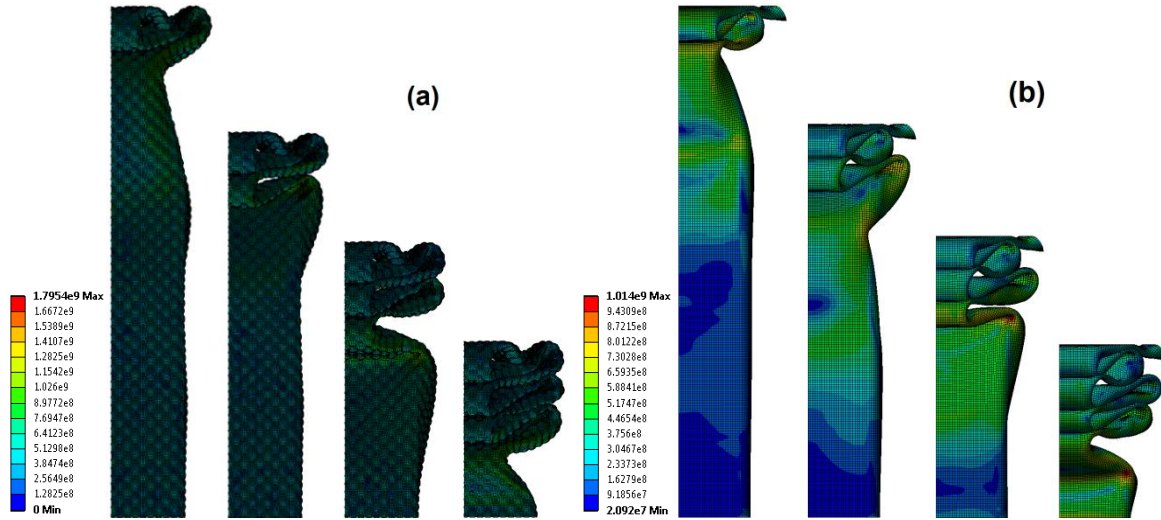 (a)
1.7954e9 Max
1.6672e9
1.5389e9
1.4107e9
1.2825e9
1.1542e9
1.026e9
8.9772e8
7.6947e8
6.4123e8
5.1298e8
3.8474e8
2.5649e8
1.2825e8
0 Min
(b)
1.014e9 Max
9.4309e8
8.7215e8
8.0122e8
7.3028e8
6.5935e8
5.8841e8
5.1747e8
4.4654e8
3.756e8
3.0467e8
2.3373e8
1.6279e8
9.1856e7
2.092e7 Min